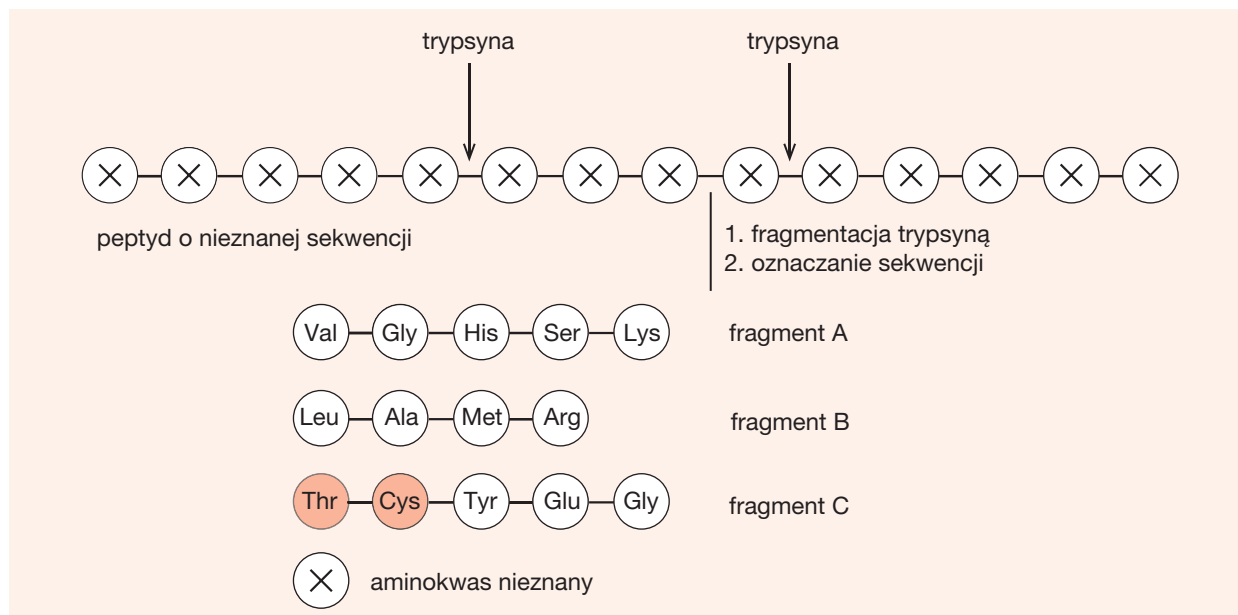 trypsyna trypsyna
peptyd o nieznanej sekwencji
1. fragmentacja trypsyną
2. oznaczanie sekwencji
Val Gly His Ser Lys fragment A
Leu Ala Met Arg fragment B
Thr Cys Tyr Glu Gly fragment C
aminokwas nieznany